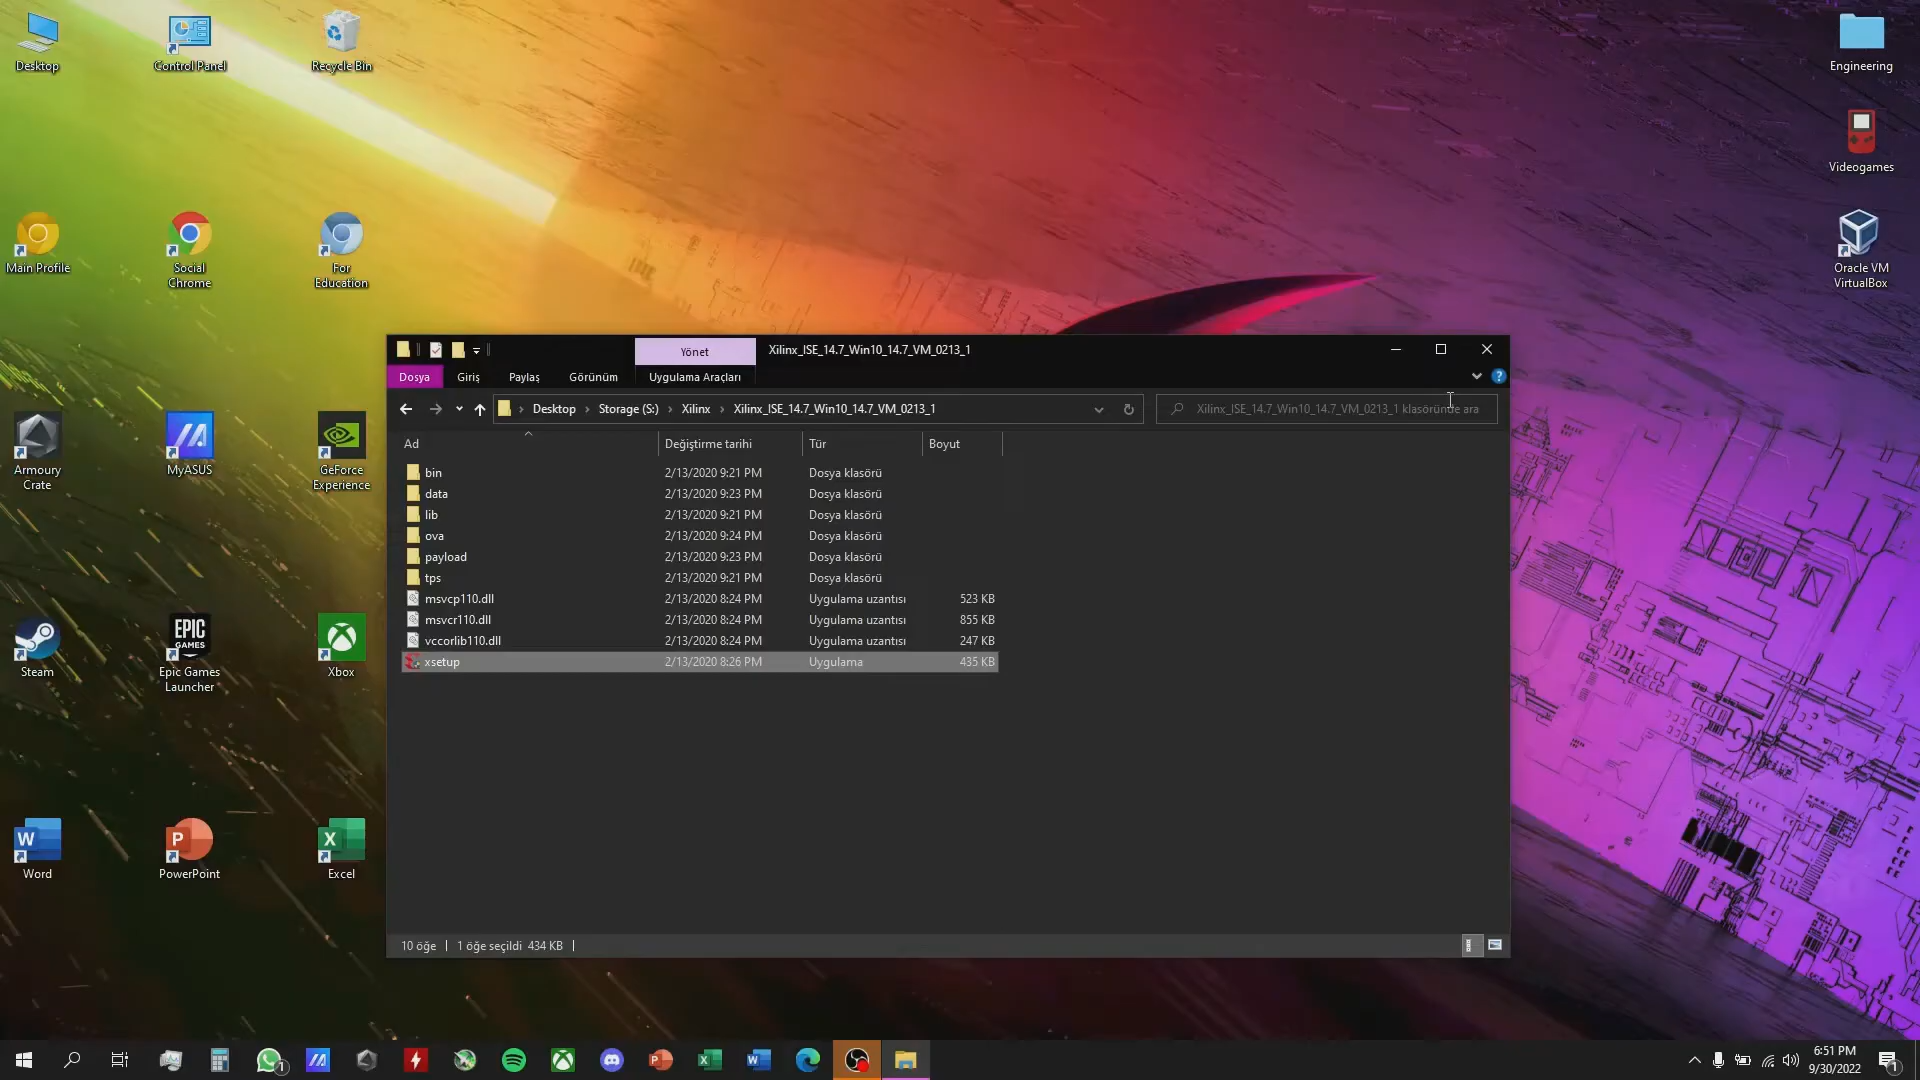 Desktop
Control Panel
Recycle Bin
Engineering
Videogames
Main Profile
Social
Chrome
For
Education
Oracle VM
VirtualBox
Yönet
Xilinx_ISE_14.7_Win10_14.7_VM_0213_1
Dosya
Giriş
Paylaş
Görünüm
Uygulama Araçları
Desktop
Storage (S:)
Xilinx
Xilinx_ISE_14.7_Win10_14.7_VM_0213_1
Xilinx_ISE_14.7_Win10_14.7_VM_0213_1 klasöründe ara
Ad Değiştirme tarihi Tür Boyut
bin 2/13/2020 9:21 PM Dosya klasörü
data 2/13/2020 9:23 PM Dosya klasörü
lib 2/13/2020 9:21 PM Dosya klasörü
ova 2/13/2020 9:24 PM Dosya klasörü
payload 2/13/2020 9:23 PM Dosya klasörü
tps 2/13/2020 9:21 PM Dosya klasörü
msvcp110.dll 2/13/2020 8:24 PM Uygulama uzantısı 523 KB
msvcr110.dll 2/13/2020 8:24 PM Uygulama uzantısı 855 KB
vccorlib110.dll 2/13/2020 8:24 PM Uygulama uzantısı 247 KB
xsetup 2/13/2020 8:26 PM Uygulama 435 KB
10 öğe
1 öğe seçildi 434 KB
Armoury
Crate
MyASUS
GeForce
Experience
Steam
EPIC
GAMES
Epic Games
Launcher
Xbox
Word
PowerPoint
Excel
1
6:51 PM
9/30/2022
1